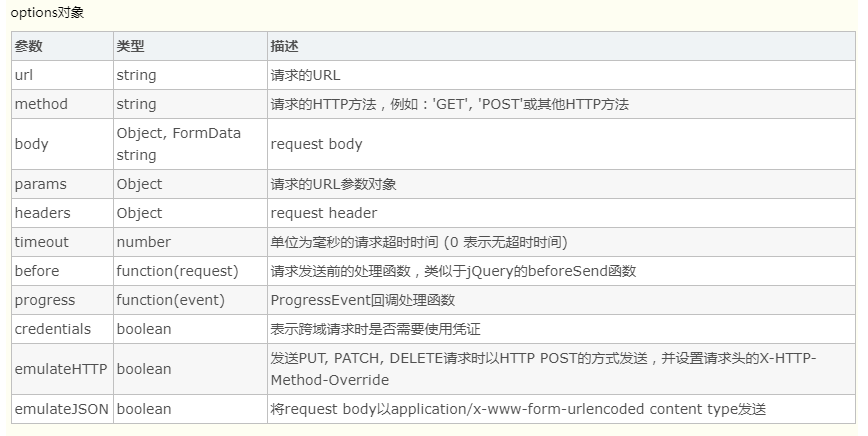 options对象
参数 类型 描述
url string 请求的URL
method string 请求的HTTP方法，例如：'GET', 'POST'或其他HTTP方法
body Object, FormData string request body
params Object 请求的URL参数对象
headers Object request header
timeout number 单位为毫秒的请求超时时间 (0 表示无超时时间)
before function(request) 请求发送前的处理函数，类似于jQuery的beforeSend函数
progress function(event) ProgressEvent回调处理函数
credentials boolean 表示跨域请求时是否需要使用凭证
emulateHTTP boolean 发送PUT, PATCH, DELETE请求时以HTTP POST的方式发送，并设置请求头的X-HTTP-
Method-Override
emulateJSON boolean 将request body以application/x-www-form-urlencoded content type发送